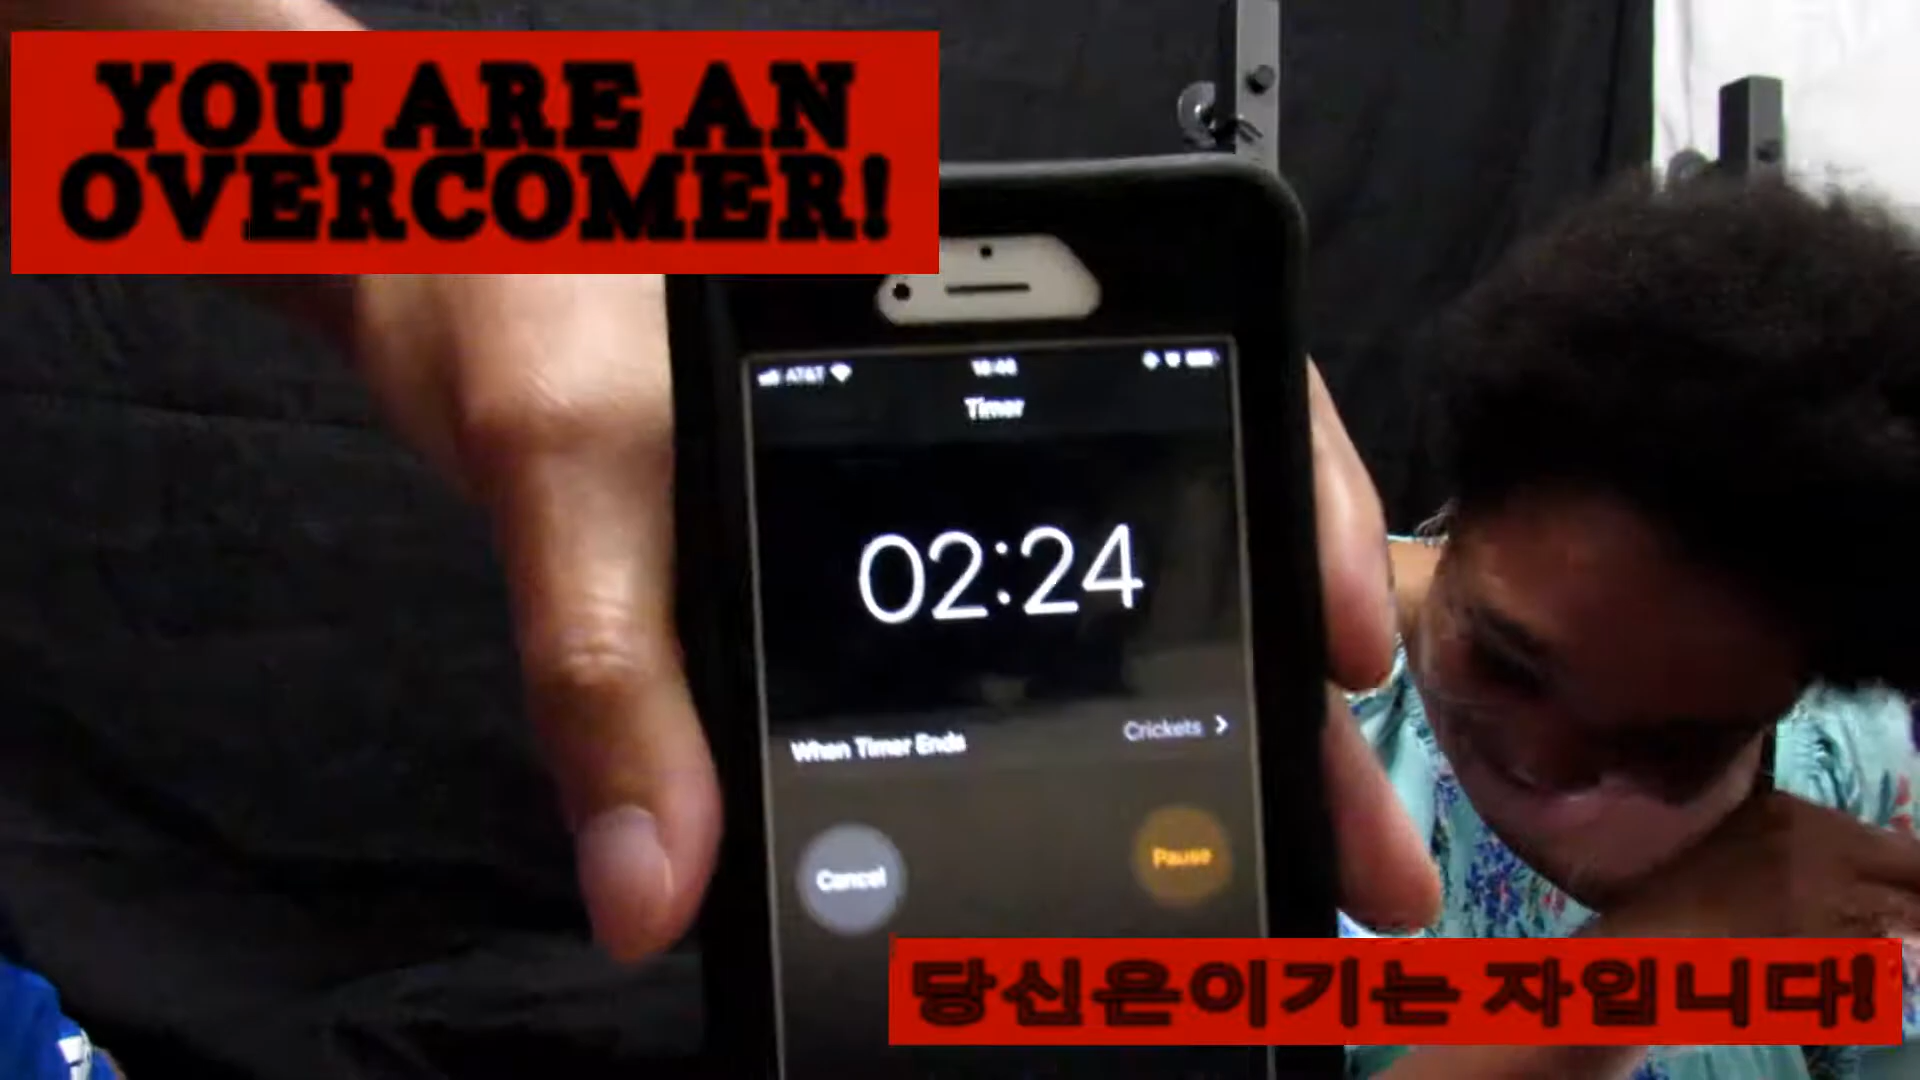 YOU ARE AN
OVERCOMER!
AT&T
Timer
02:24
When Timer Ends
Crickets
Cancel
Pause
당신은이기는 자입니다!